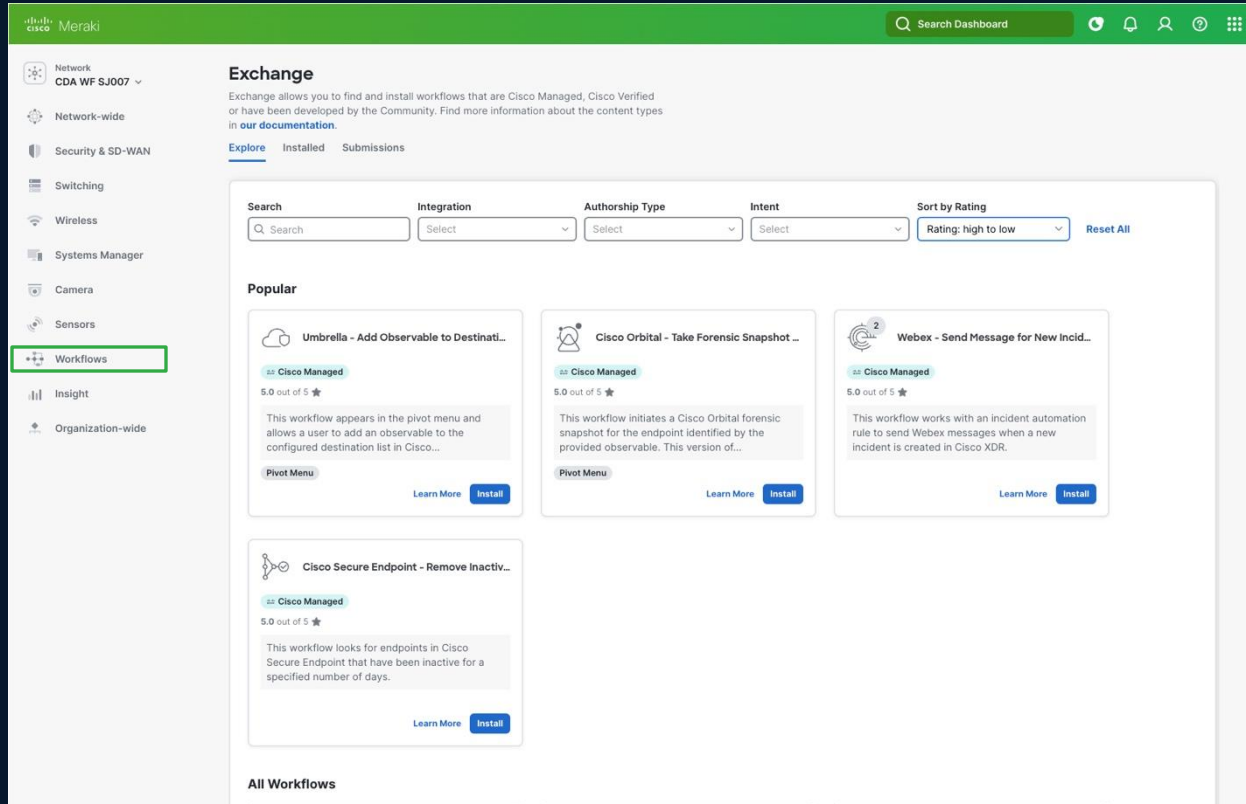 cisco Meraki
Search Dashboard
Network
CDA WF SJ007
Network-wide
Security & SD-WAN
Switching
Wireless
Systems Manager
Camera
Sensors
Workflows
Insight
Organization-wide
Exchange
Exchange allows you to find and install workflows that are Cisco Managed, Cisco Verified
or have been developed by the Community. Find more information about the content types
in our documentation.
Explore Installed Submissions
Search Integration Authorship Type Intent Sort by Rating
Search Select Select Select Rating: high to low Reset All
Popular
Umbrella - Add Observable to Destinati...
Cisco Managed
5.0 out of 5
This workflow appears in the pivot menu and
allows a user to add an observable to the
configured destination list in Cisco...
Pivot Menu
Learn More Install
Cisco Orbital - Take Forensic Snapshot ...
Cisco Managed
5.0 out of 5
This workflow initiates a Cisco Orbital forensic
snapshot for the endpoint identified by the
provided observable. This version of...
Pivot Menu
Learn More Install
2
Webex - Send Message for New Incid...
Cisco Managed
5.0 out of 5
This workflow works with an incident automation
rule to send Webex messages when a new
incident is created in Cisco XDR.
Learn More Install
Cisco Secure Endpoint - Remove Inactiv...
Cisco Managed
5.0 out of 5
This workflow looks for endpoints in Cisco
Secure Endpoint that have been inactive for a
specified number of days.
Learn More Install
All Workflows